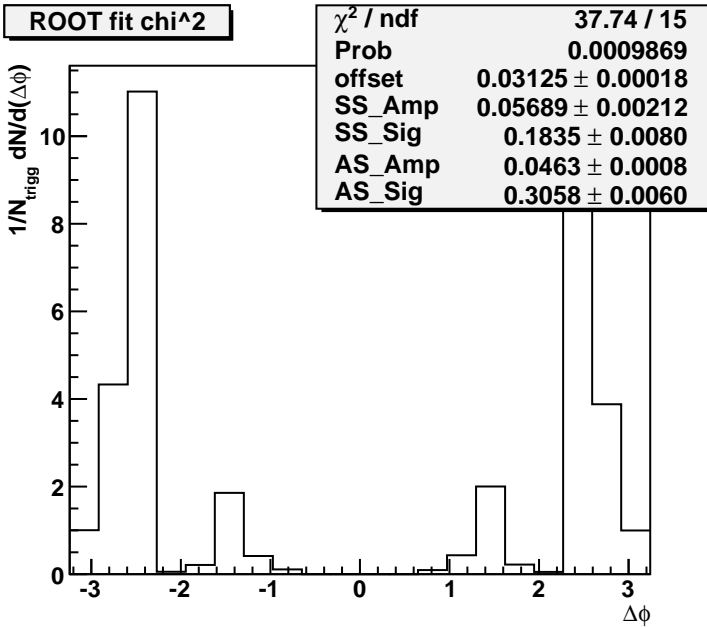 ROOT fit chi^2
χ² / ndf 37.74 / 15
Prob 0.0009869
offset 0.03125 ± 0.00018
SS_Amp 0.05689 ± 0.00212
SS_Sig 0.1835 ± 0.0080
AS_Amp 0.0463 ± 0.0008
AS_Sig 0.3058 ± 0.0060
1/N_trigg dN/d(Δϕ)
10
8
6
4
2
0
-3 -2 -1 0 1 2 3
Δϕ